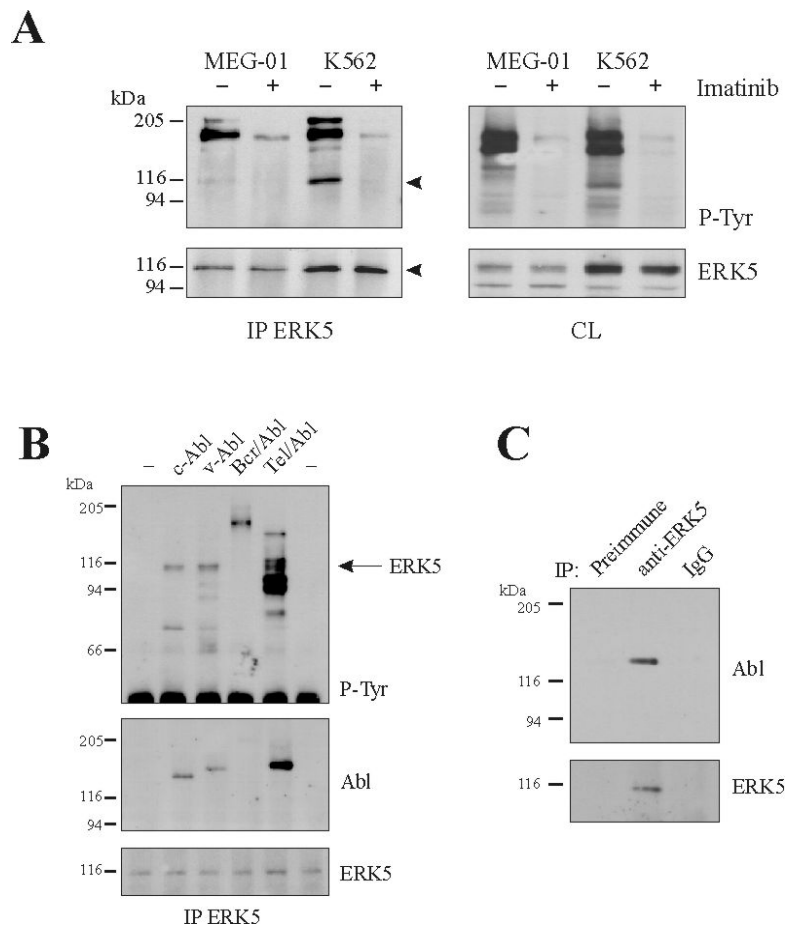 A
MEG-01 K562 MEG-01 K562
– + – + – + – + Imatinib
kDa
205
116
94
P-Tyr
116
94
ERK5
IP ERK5 CL
B
– c-Abl v-Abl Bcr/Abl Tel/Abl –
kDa
205
116
ERK5
94
66
P-Tyr
205
Abl
116
94
116
ERK5
IP ERK5
C
IP: Preimmune anti-ERK5 IgG
kDa
205
Abl
116
94
116
ERK5